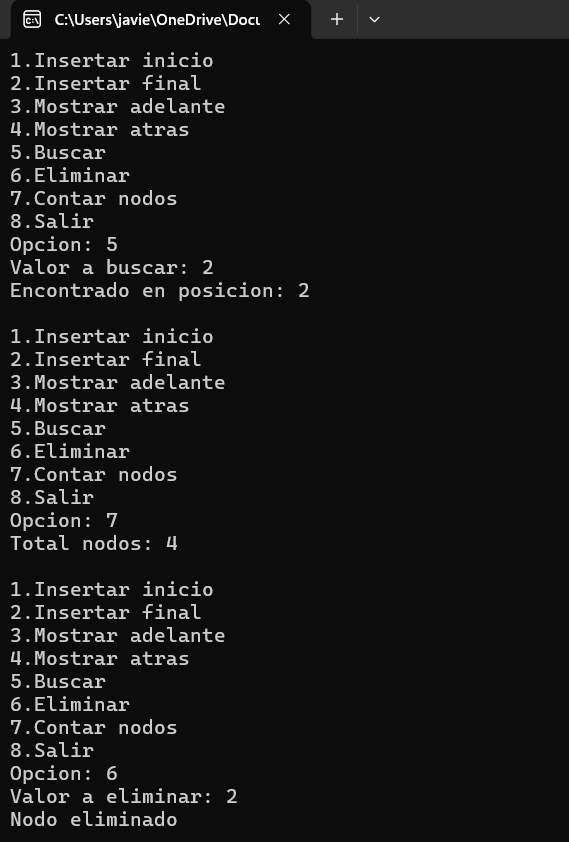 C:\Users\javie\OneDrive\Docu
1.Insertar inicio
2.Insertar final
3.Mostrar adelante
4.Mostrar atras
5.Buscar
6.Eliminar
7.Contar nodos
8.Salir
Opcion: 5
Valor a buscar: 2
Encontrado en posicion: 2
1.Insertar inicio
2.Insertar final
3.Mostrar adelante
4.Mostrar atras
5.Buscar
6.Eliminar
7.Contar nodos
8.Salir
Opcion: 7
Total nodos: 4
1.Insertar inicio
2.Insertar final
3.Mostrar adelante
4.Mostrar atras
5.Buscar
6.Eliminar
7.Contar nodos
8.Salir
Opcion: 6
Valor a eliminar: 2
Nodo eliminado